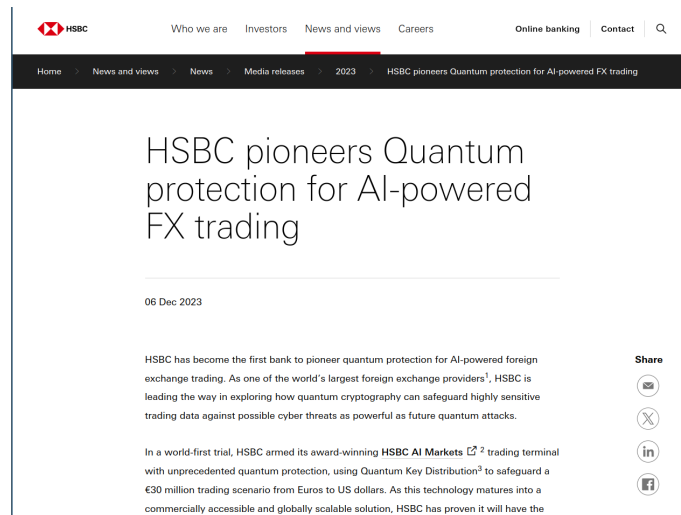 HSBC
Who we are Investors News and views Careers
Online banking Contact
Home News and views News Media releases 2023 HSBC pioneers Quantum protection for AI-powered FX trading
HSBC pioneers Quantum
protection for AI-powered
FX trading
06 Dec 2023
HSBC has become the first bank to pioneer quantum protection for AI-powered foreign
exchange trading. As one of the world's largest foreign exchange providers¹, HSBC is
leading the way in exploring how quantum cryptography can safeguard highly sensitive
trading data against possible cyber threats as powerful as future quantum attacks.
Share
In a world-first trial, HSBC armed its award-winning HSBC AI Markets ² trading terminal
with unprecedented quantum protection, using Quantum Key Distribution³ to safeguard a
€30 million trading scenario from Euros to US dollars. As this technology matures into a
commercially accessible and globally scalable solution, HSBC has proven it will have the